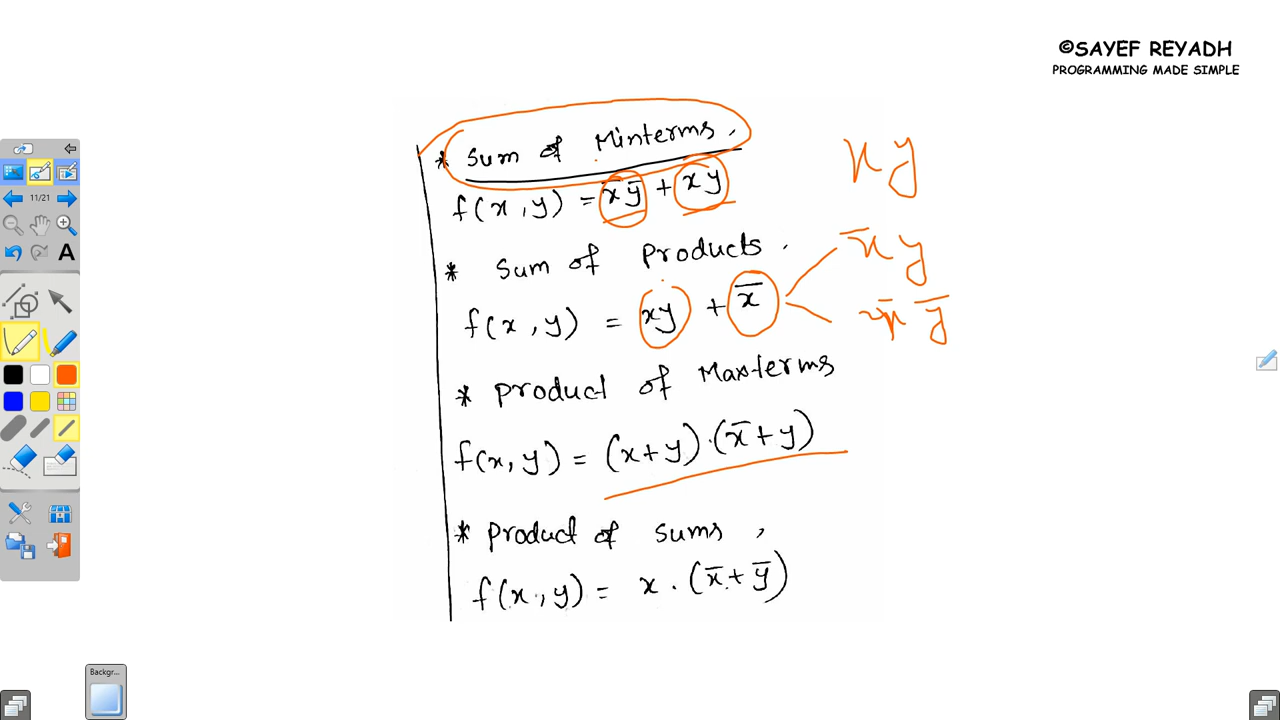 ©SAYEF REYADH
PROGRAMMING MADE SIMPLE
* Sum of Minterms.
f(x,y) = x̅y̅ + xy
* Sum of Products.
f(x,y) = xy + x̅
* Product of Maxterms
f(x,y) = (x+y)·(x̅+y)
* Product of Sums,
f(x,y) = x·(x̅+y̅)
xy
x̅y
x̅y̅
11/21
A
Backgr...